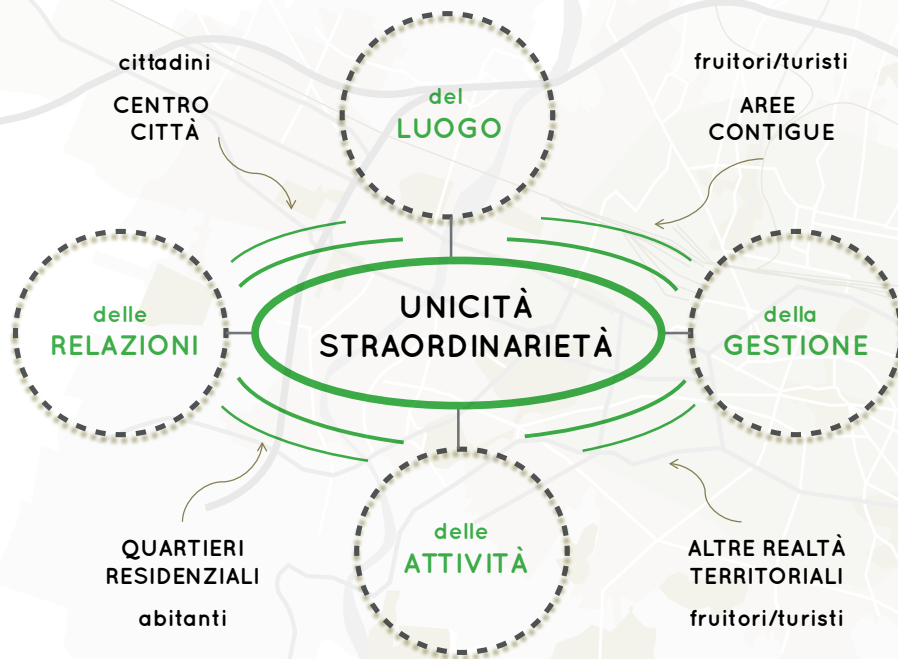 cittadini
CENTRO
CITTÀ
del
LUOGO
fruitori/turisti
AREE
CONTIGUE
delle
RELAZIONI
UNICITÀ
STRAORDINARIETÀ
della
GESTIONE
QUARTIERI
RESIDENZIALI
abitanti
delle
ATTIVITÀ
ALTRE REALTÀ
TERRITORIALI
fruitori/turisti